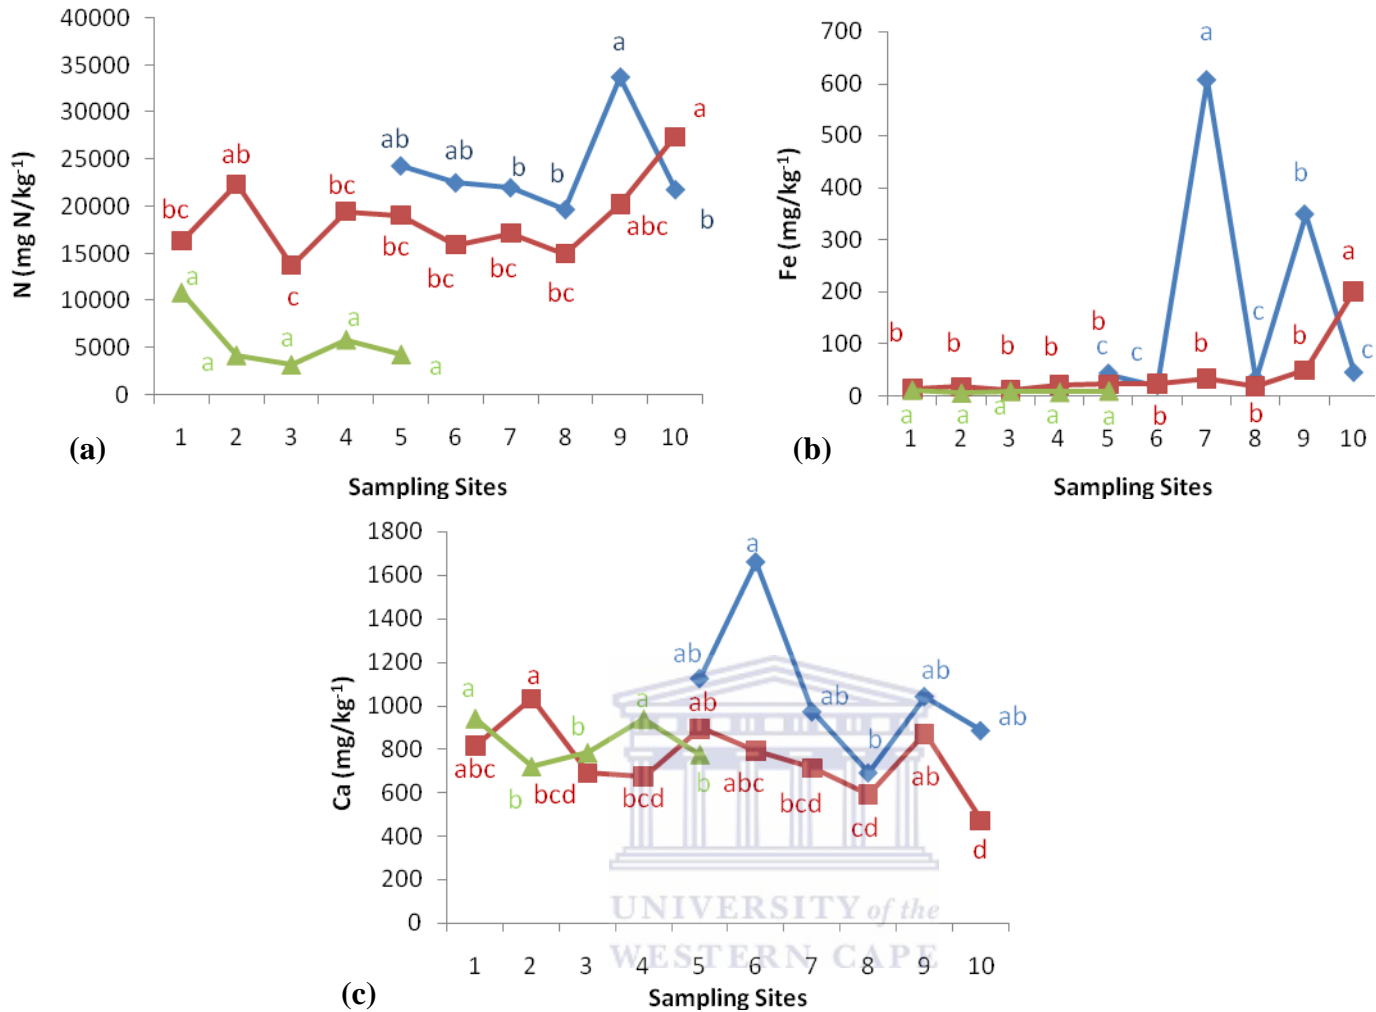 40000
35000
30000
25000
20000
15000
10000
5000
0
N (mg N/kg⁻¹)
bc
ab
c
bc
bc
bc
bc
bc
abc
a
ab
ab
b
b
a
b
a
a
a
a
a
1 2 3 4 5 6 7 8 9 10
(a)
Sampling Sites
700
600
500
400
300
200
100
0
Fe (mg/kg⁻¹)
b
b
b
b
b
b
b
b
b
a
c
c
a
c
b
c
a
a
a
a
a
1 2 3 4 5 6 7 8 9 10
(b)
Sampling Sites
1800
1600
1400
1200
1000
800
600
400
200
0
Ca (mg/kg⁻¹)
a
b
b
a
b
abc
a
bcd
bcd
ab
abc
bcd
cd
ab
d
ab
a
ab
b
ab
ab
UNIVERSITY of the
WESTERN CAPE
1 2 3 4 5 6 7 8 9 10
(c)
Sampling Sites